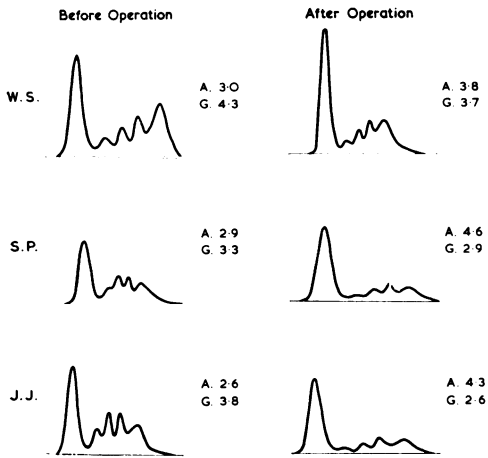 Before Operation
After Operation
W.S.
A. 3·0
G. 4·3
A. 3·8
G. 3·7
S.P.
A. 2·9
G. 3·3
A. 4·6
G. 2·9
J.J.
A. 2·6
G. 3·8
A. 4·3
G. 2·6